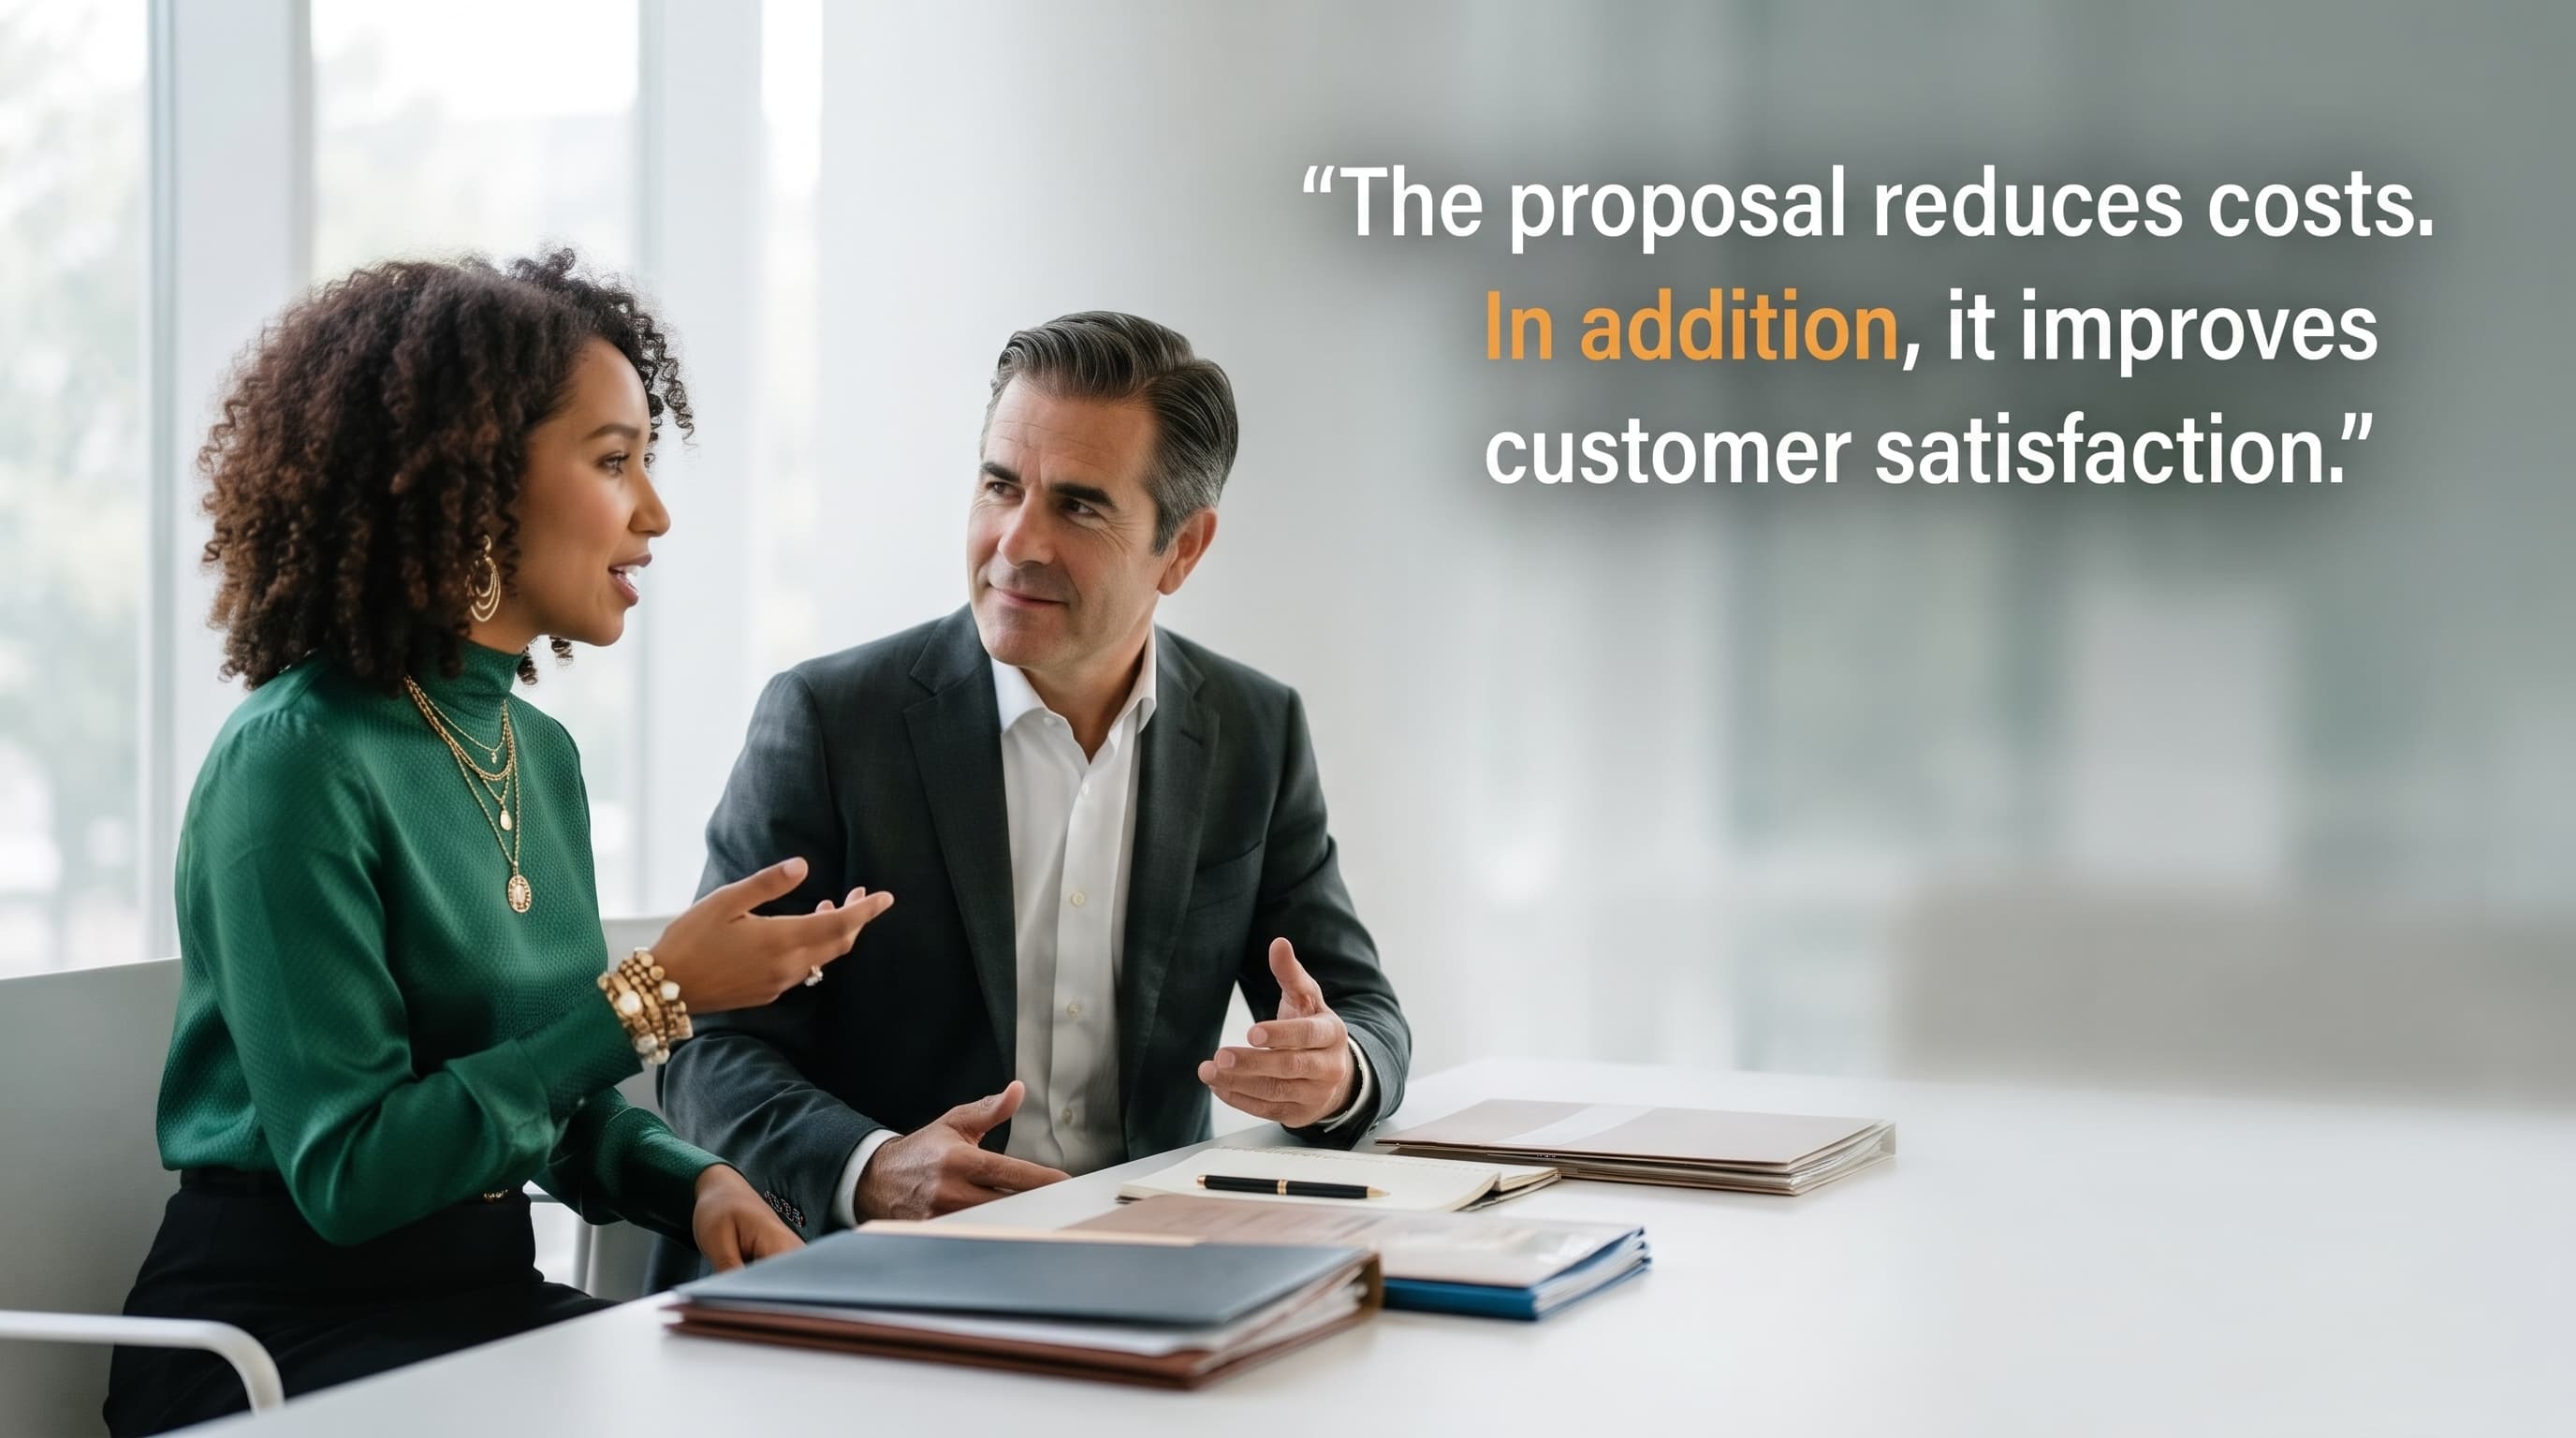 “The proposal reduces costs.
In addition, it improves
customer satisfaction.”